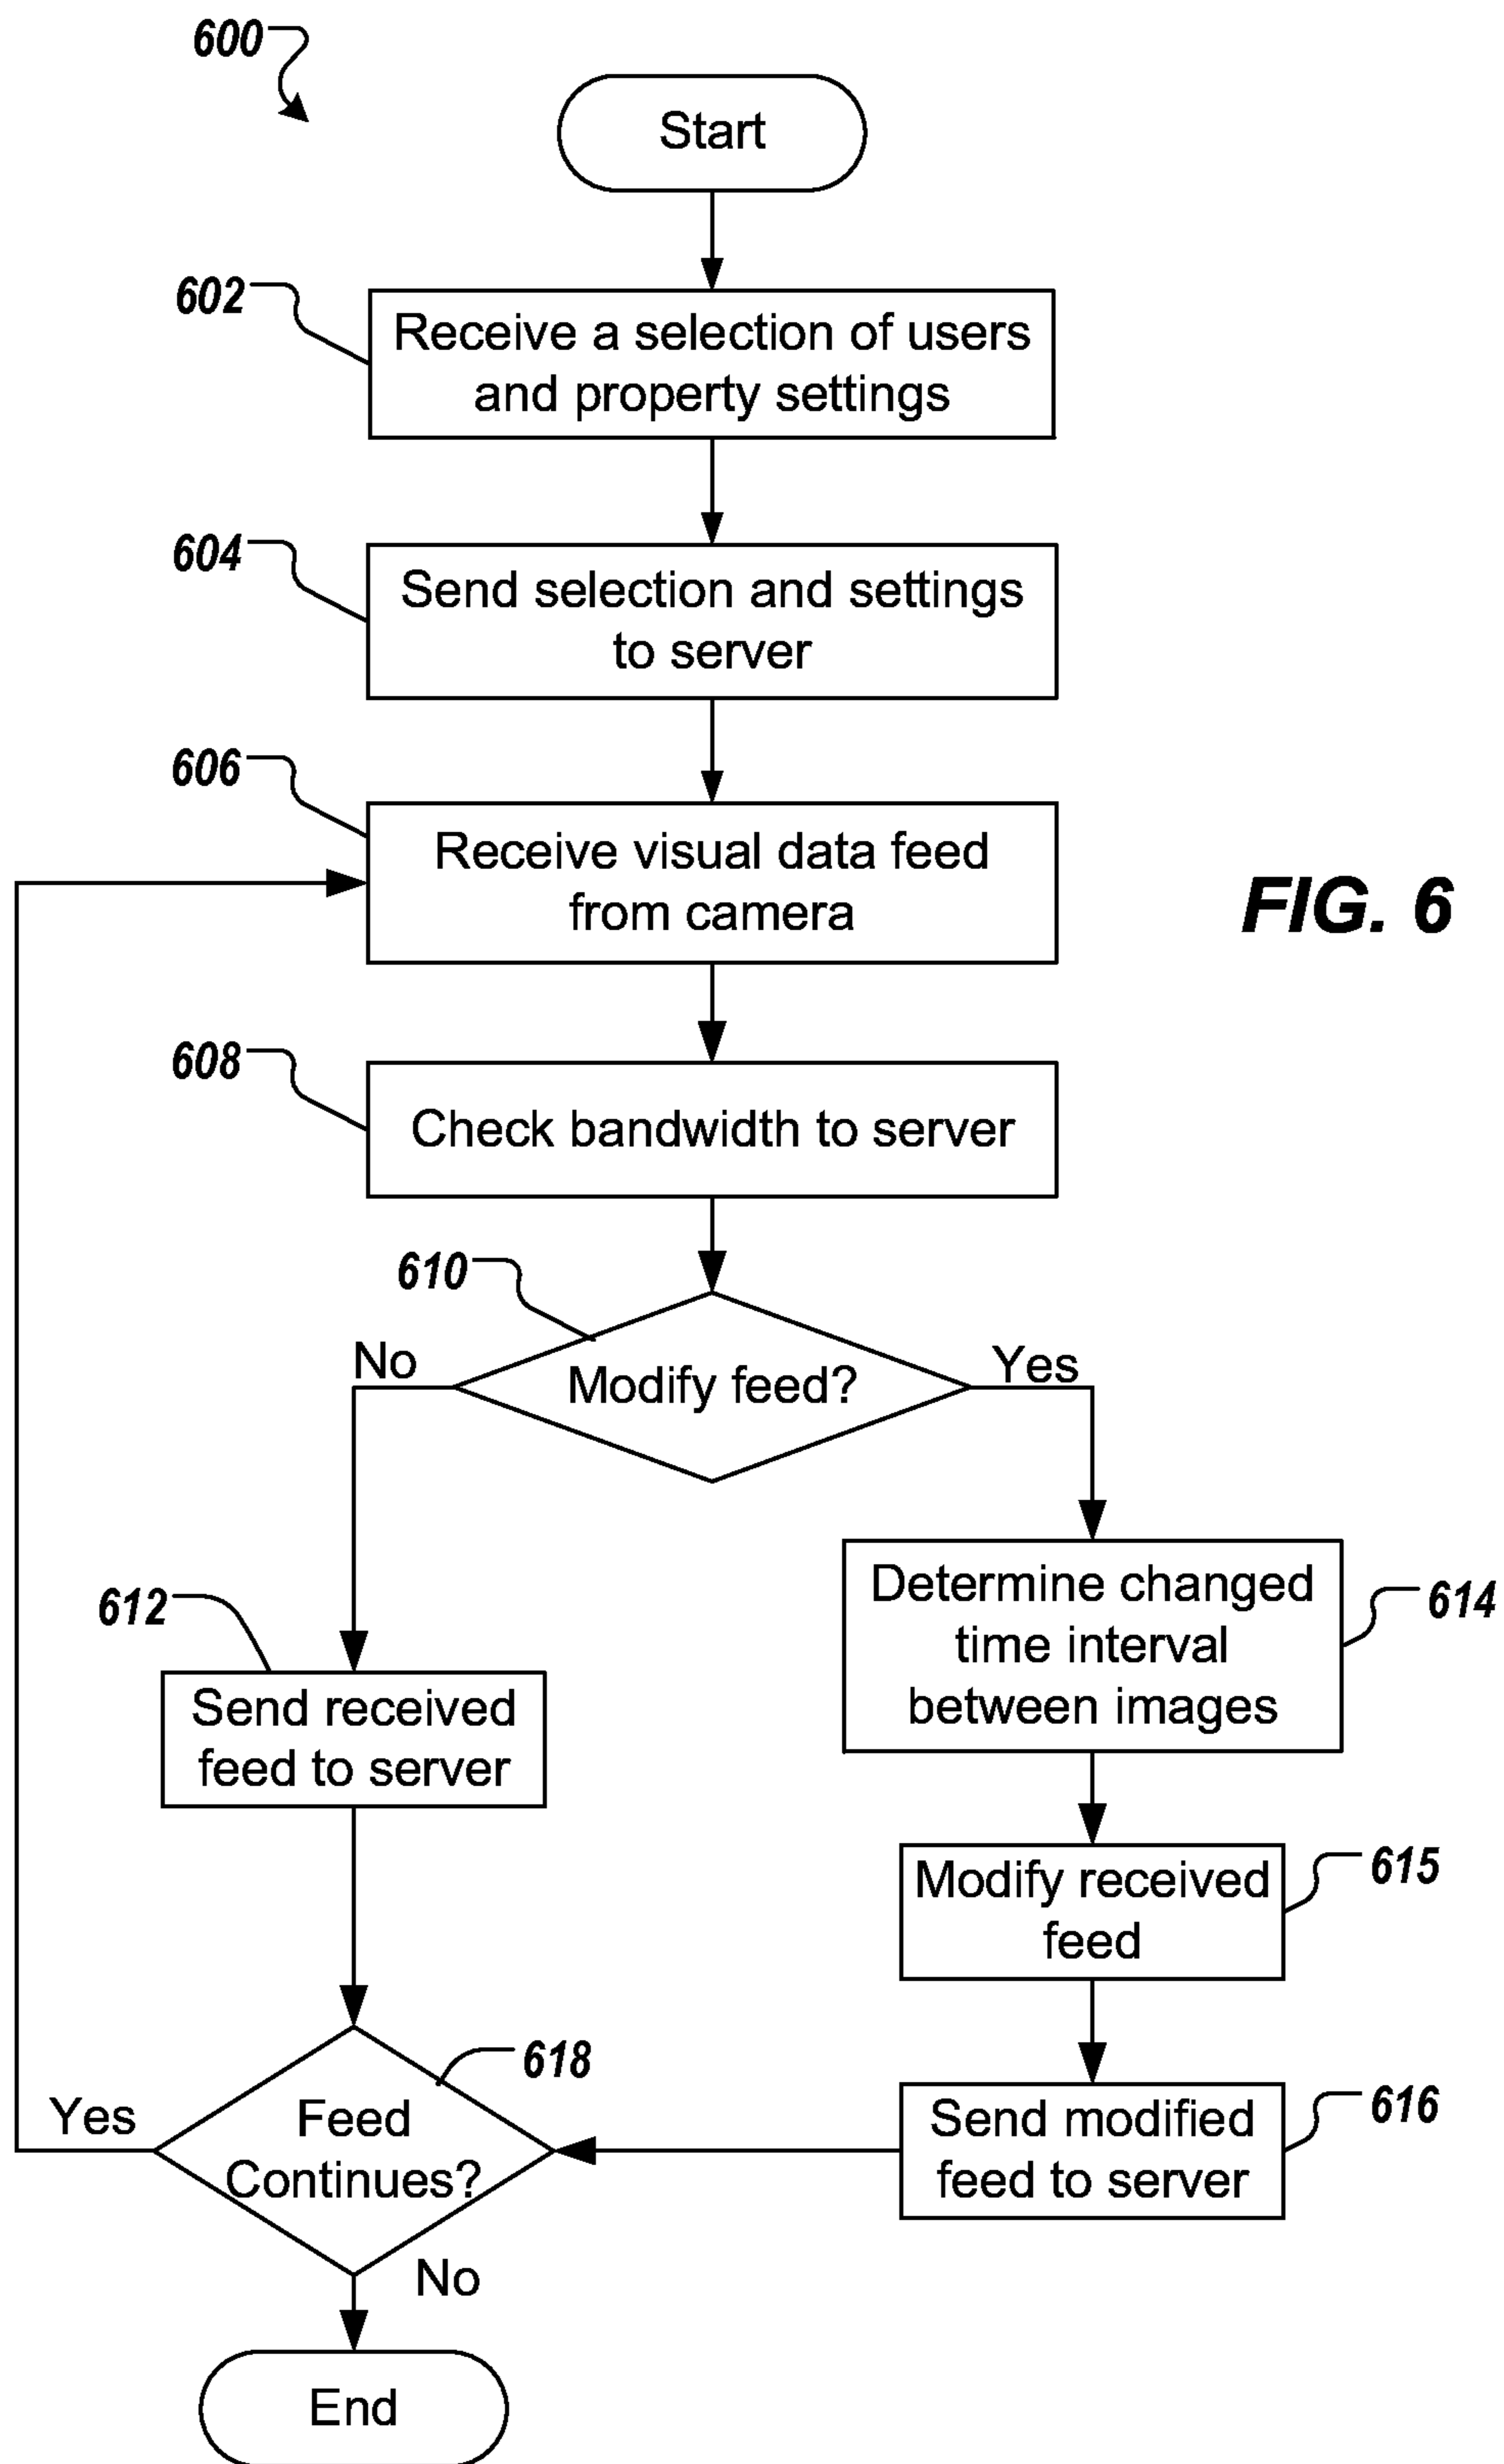 600
Start
602
Receive a selection of users
and property settings
604
Send selection and settings
to server
606
Receive visual data feed
from camera
FIG. 6
608
Check bandwidth to server
610
No
Modify feed?
Yes
612
Send received
feed to server
Determine changed
time interval
between images
614
Modify received
feed
615
618
Yes
Feed
Continues?
Send modified
feed to server
616
No
End